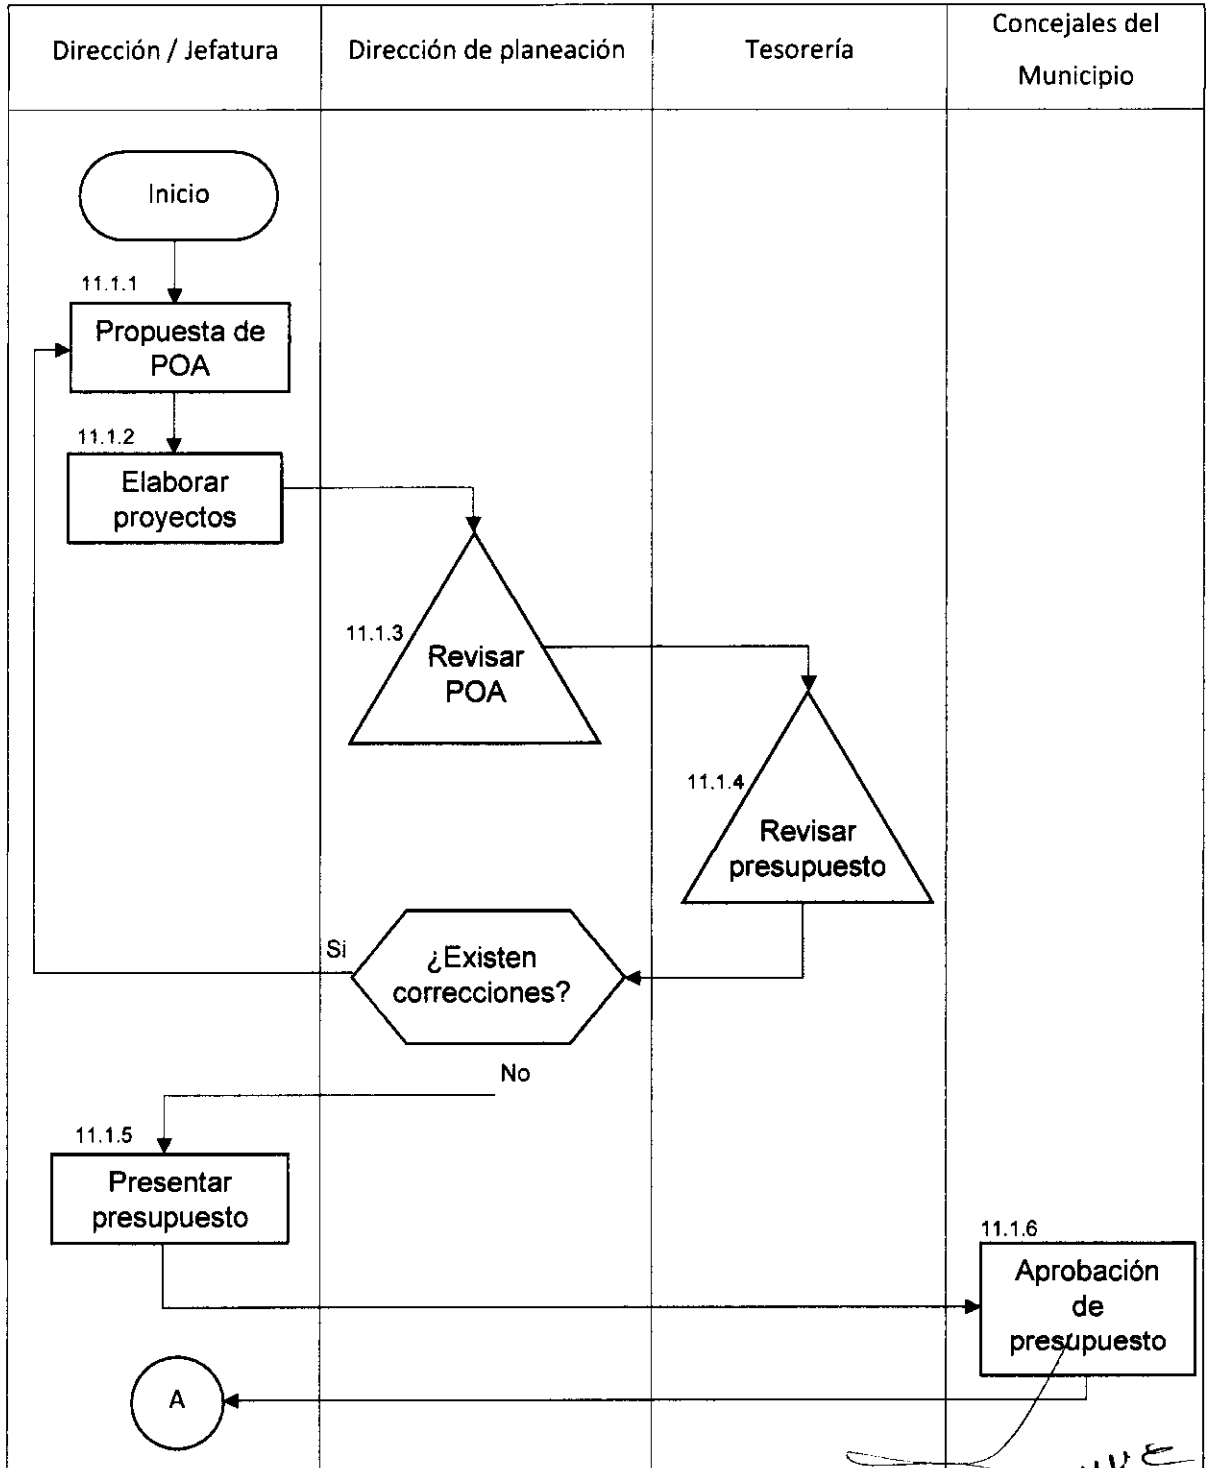 Dirección / Jefatura
Dirección de planeación
Tesorería
Concejales del
Municipio
Inicio
11.1.1
Propuesta de
POA
11.1.2
Elaborar
proyectos
11.1.3
Revisar
POA
11.1.4
Revisar
presupuesto
Si
¿Existen
correcciones?
No
11.1.5
Presentar
presupuesto
11.1.6
Aprobación
de
presupuesto
A